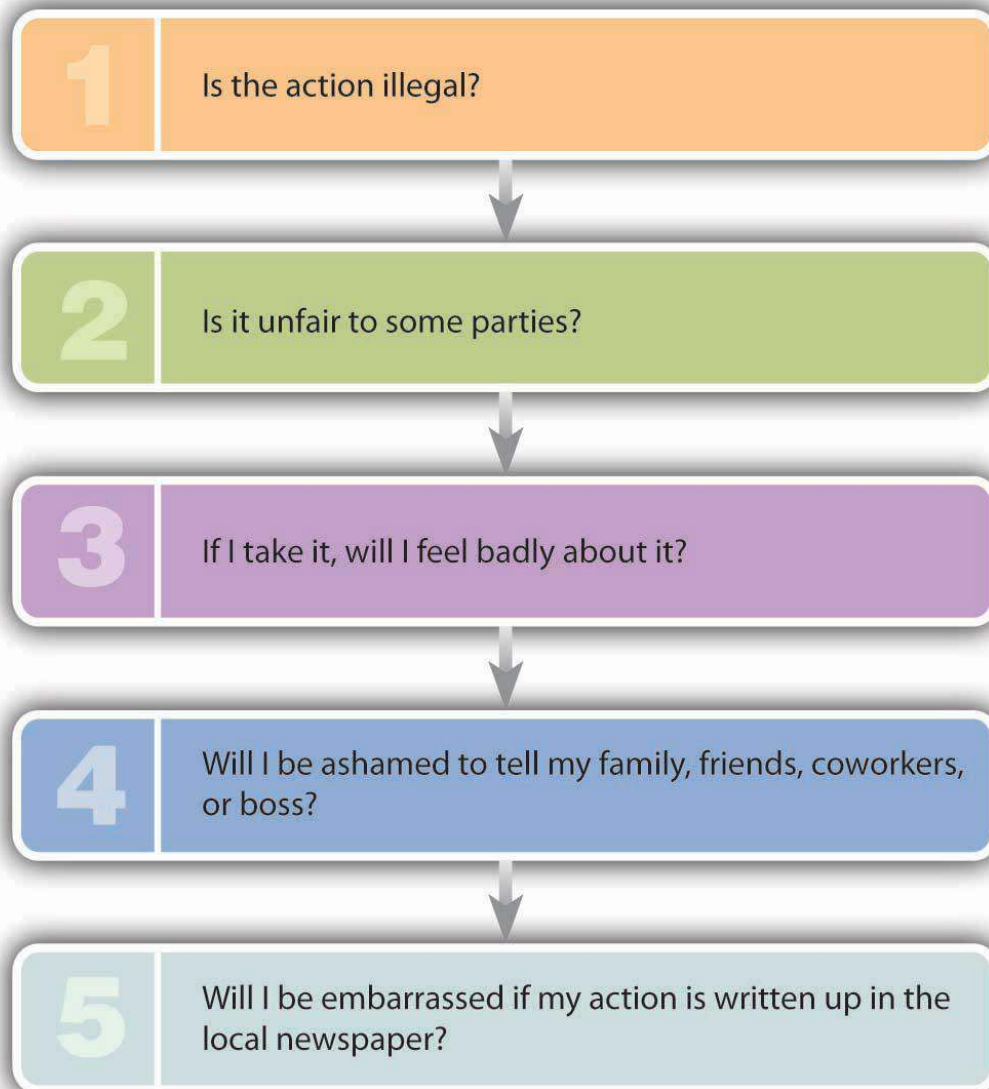 1
Is the action illegal?
2
Is it unfair to some parties?
3
If I take it, will I feel badly about it?
4
Will I be ashamed to tell my family, friends, coworkers,
or boss?
5
Will I be embarrassed if my action is written up in the
local newspaper?